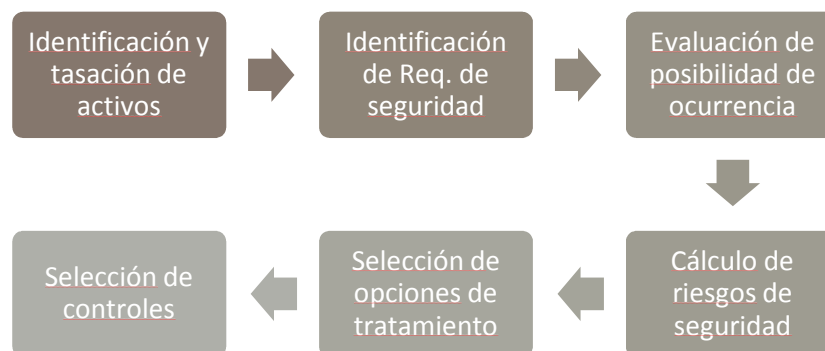 Identificación y
tasación de
activos
Identificación
de Req. de
seguridad
Evaluación de
posibilidad de
ocurrencia
Cálculo de
riesgos de
seguridad
Selección de
opciones de
tratamiento
Selección de
controles